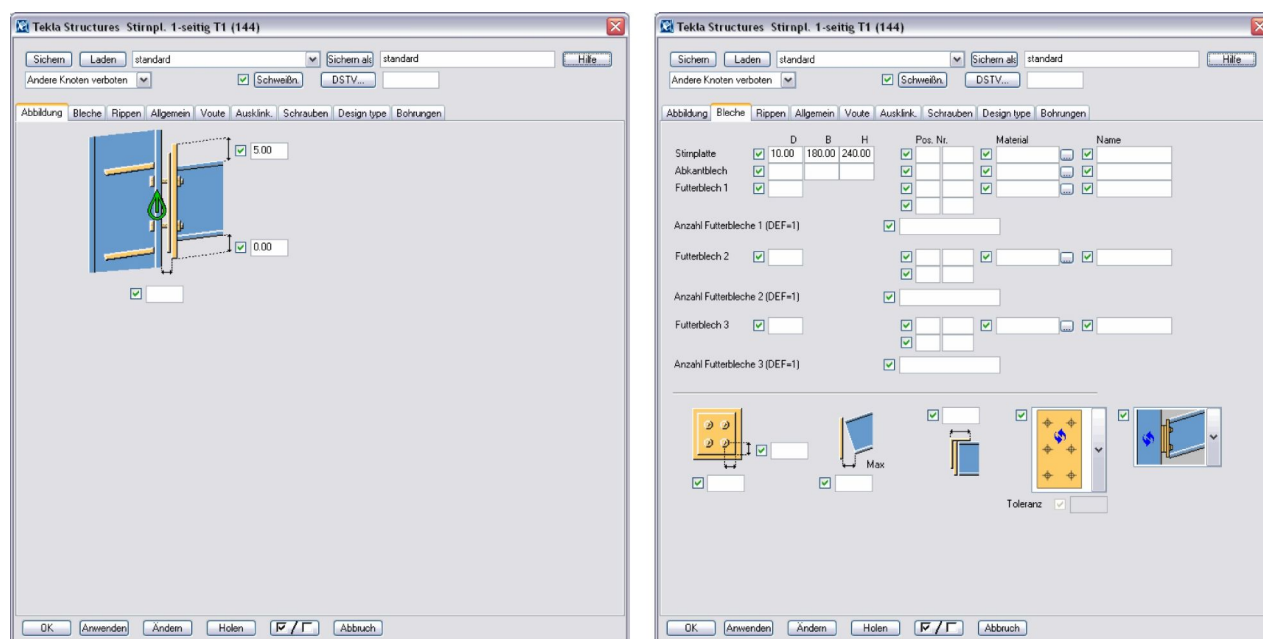 Tekla Structures Stirnpl. 1-seitig T1 (144)
Sichern Laden standard Sichern als standard Hilfe
Andere Knoten verboten Schweißn. DSTV...
Abbildung Bleche Rippen Allgemein Voute Ausklink. Schrauben Design type Bohrungen
5.00
0.00
OK Anwenden Ändern Holen Abbruch
Tekla Structures Stirnpl. 1-seitig T1 (144)
Sichern Laden standard Sichern als standard Hilfe
Andere Knoten verboten Schweißn. DSTV...
Abbildung Bleche Rippen Allgemein Voute Ausklink. Schrauben Design type Bohrungen
D B H Pos. Nr. Material Name
Stirnplatte 10.00 180.00 240.00 ...
Abkantblech ...
Futterblech 1 ...
Anzahl Futterbleche 1 (DEF=1)
Futterblech 2 ...
Anzahl Futterbleche 2 (DEF=1)
Futterblech 3 ...
Anzahl Futterbleche 3 (DEF=1)
Max
Toleranz
OK Anwenden Ändern Holen Abbruch